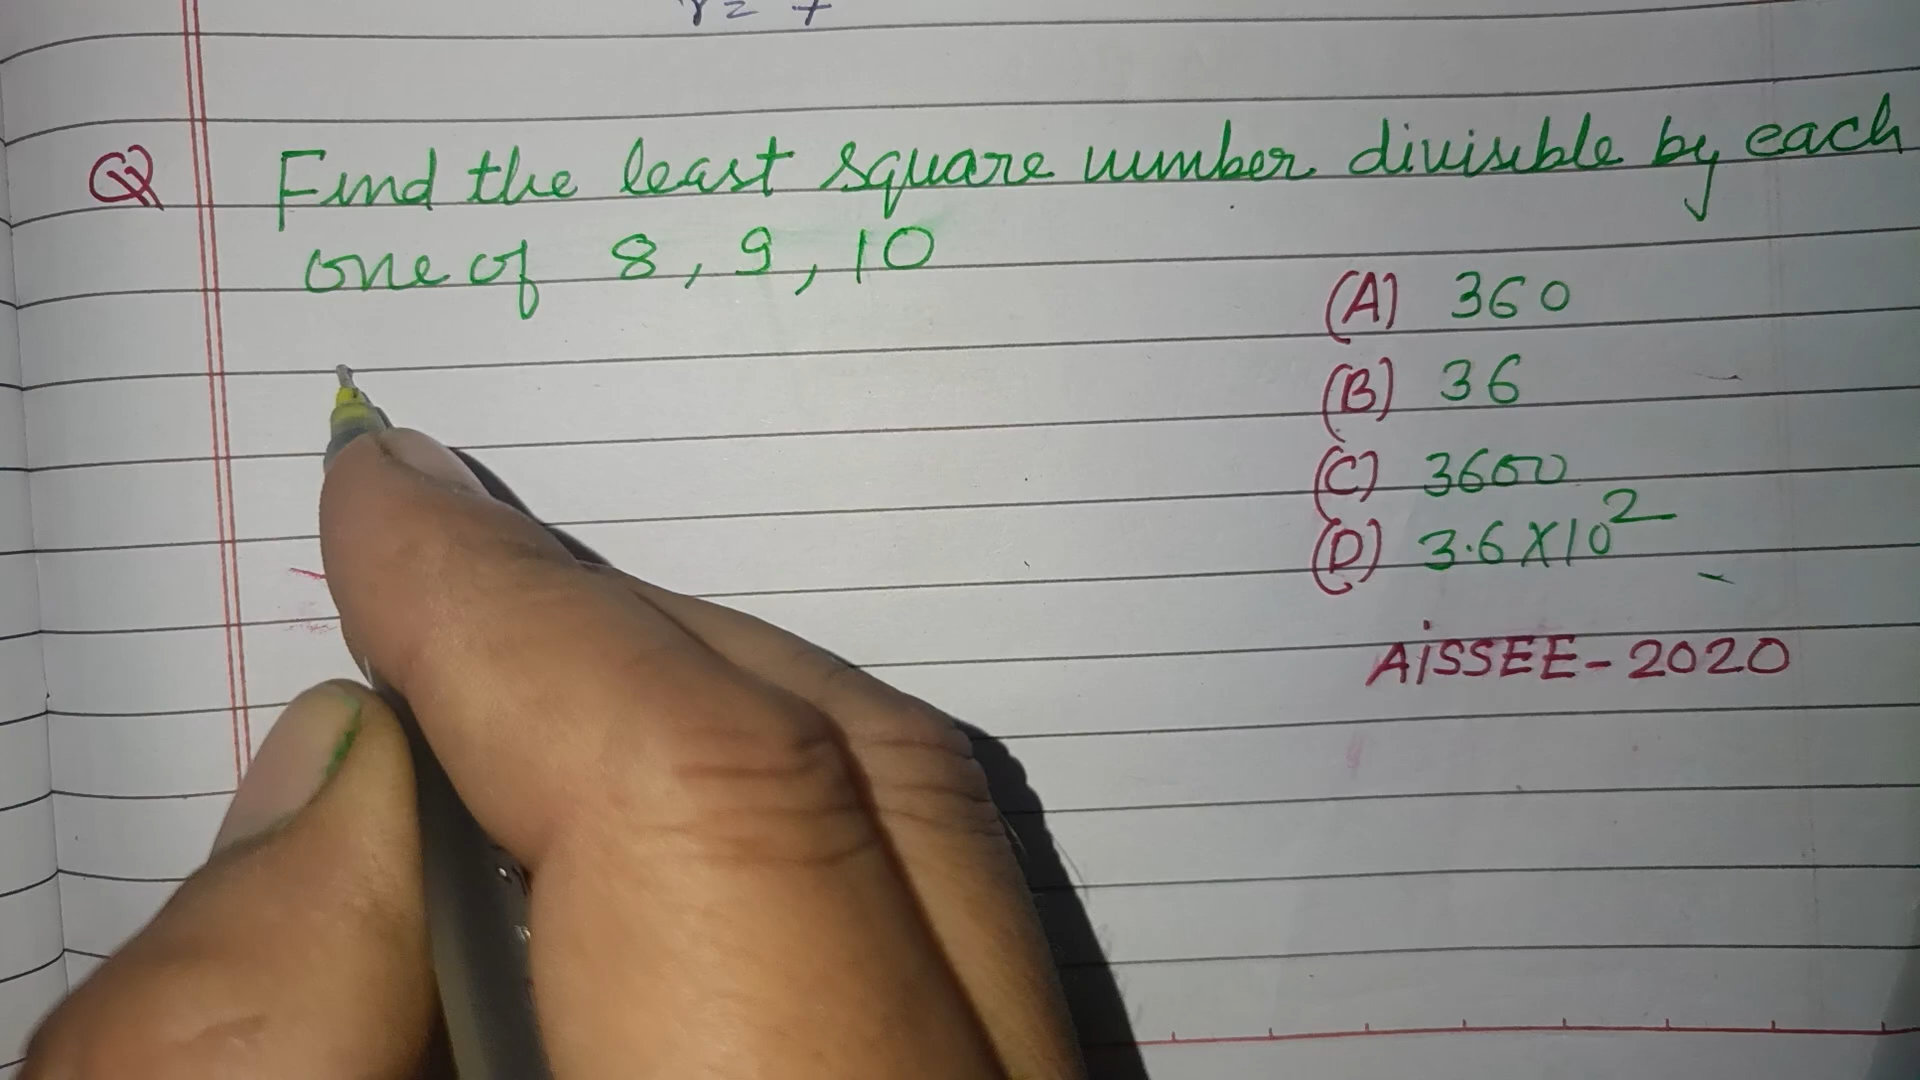 Q Find the least square number divisible by each
one of 8, 9, 10
(A) 360
(B) 36
(C) 3600
(D) 3.6 X 10²
AiSSEE-2020